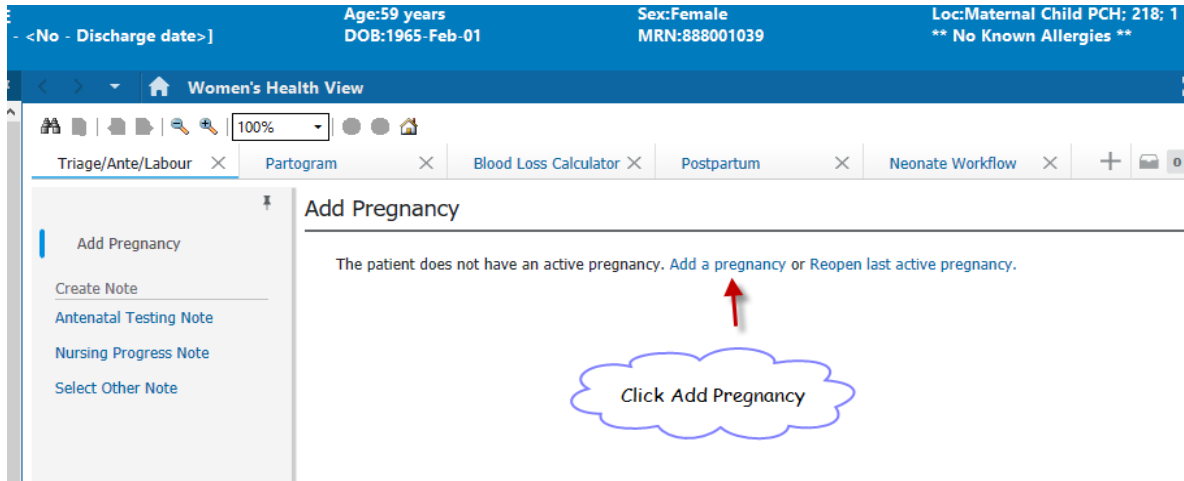 Age:59 years Sex:Female Loc:Maternal Child PCH; 218; 1
- <No - Discharge date>] DOB:1965-Feb-01 MRN:888001039 ** No Known Allergies **
Women's Health View
100%
Triage/Ante/Labour Partogram Blood Loss Calculator Postpartum Neonate Workflow 0
Add Pregnancy
Add Pregnancy
The patient does not have an active pregnancy. Add a pregnancy or Reopen last active pregnancy.
Create Note
Antenatal Testing Note
Nursing Progress Note
Select Other Note
Click Add Pregnancy